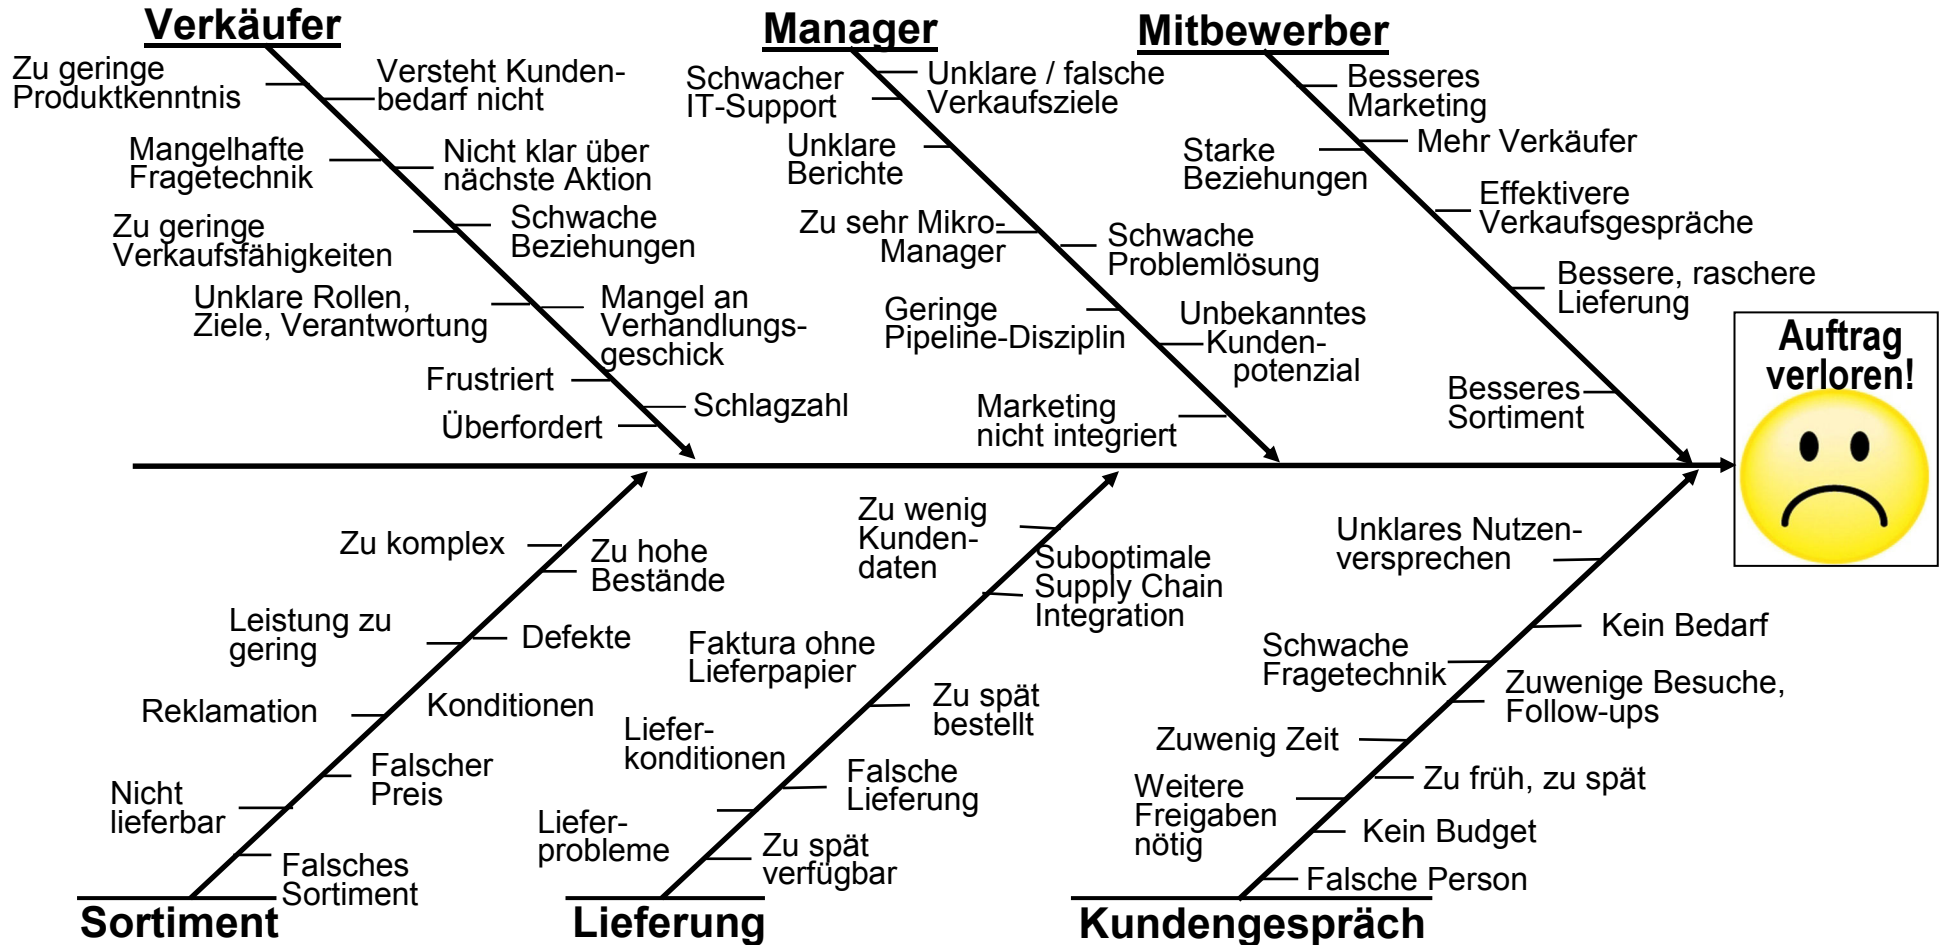 Verkäufer
Manager
Mitbewerber
Zu geringe
Produktkenntnis
Versteht Kunden-
bedarf nicht
Mangelhafte
Fragetechnik
Nicht klar über
nächste Aktion
Zu geringe
Verkaufsfähigkeiten
Schwache
Beziehungen
Unklare Rollen,
Ziele, Verantwortung
Mangel an
Verhandlungs-
geschick
Frustriert
Schlagzahl
Überfordert
Schwacher
IT-Support
Unklare / falsche
Verkaufsziele
Unklare
Berichte
Zu sehr Mikro-
Manager
Schwache
Problemlösung
Geringe
Pipeline-Disziplin
Unbekanntes
Kunden-
potenzial
Marketing
nicht integriert
Besseres
Marketing
Mehr Verkäufer
Starke
Beziehungen
Effektivere
Verkaufsgespräche
Bessere, raschere
Lieferung
Besseres
Sortiment
Auftrag
verloren!
Zu komplex
Zu hohe
Bestände
Leistung zu
gering
Defekte
Reklamation
Konditionen
Falscher
Preis
Nicht
lieferbar
Falsches
Sortiment
Zu wenig
Kunden-
daten
Suboptimale
Supply Chain
Integration
Faktura ohne
Lieferpapier
Zu spät
bestellt
Liefer-
konditionen
Falsche
Lieferung
Liefer-
probleme
Zu spät
verfügbar
Unklares Nutzen-
versprechen
Kein Bedarf
Schwache
Fragetechnik
Zuwenige Besuche,
Follow-ups
Zuwenig Zeit
Zu früh, zu spät
Weitere
Freigaben
nötig
Kein Budget
Falsche Person
Sortiment
Lieferung
Kundengespräch